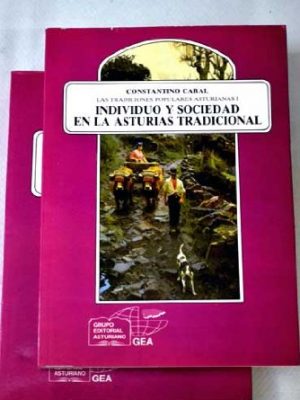 CONSTANTINO CABAL
LAS TRADICIONES POPULARES ASTURIANAS I
INDIVIDUO Y SOCIEDAD
EN LA ASTURIAS TRADICIONAL
GRUPO
EDITORIAL
ASTURIANO
GEA
ASTURIANO
GEA